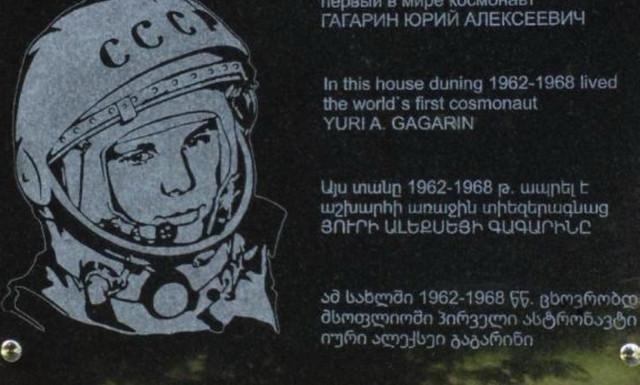 СССР
первый в мире космонавт
ГАГАРИН ЮРИЙ АЛЕКСЕЕВИЧ
In this house duning 1962-1968 lived
the world`s first cosmonaut
YURI A. GAGARIN
Այս տանը 1962-1968 թ. ապրել է
աշխարհի առաջին տիեզերագնաց
ՅՈՒՐԻ ԱԼԵՔՍԵՅԻ ԳԱԳԱՐԻՆԸ
ამ სახლში 1962-1968 წწ. ცხოვრობდ
მსოფლიოში პირველი ასტრონავტი
იური ალექსეი გაგარინი